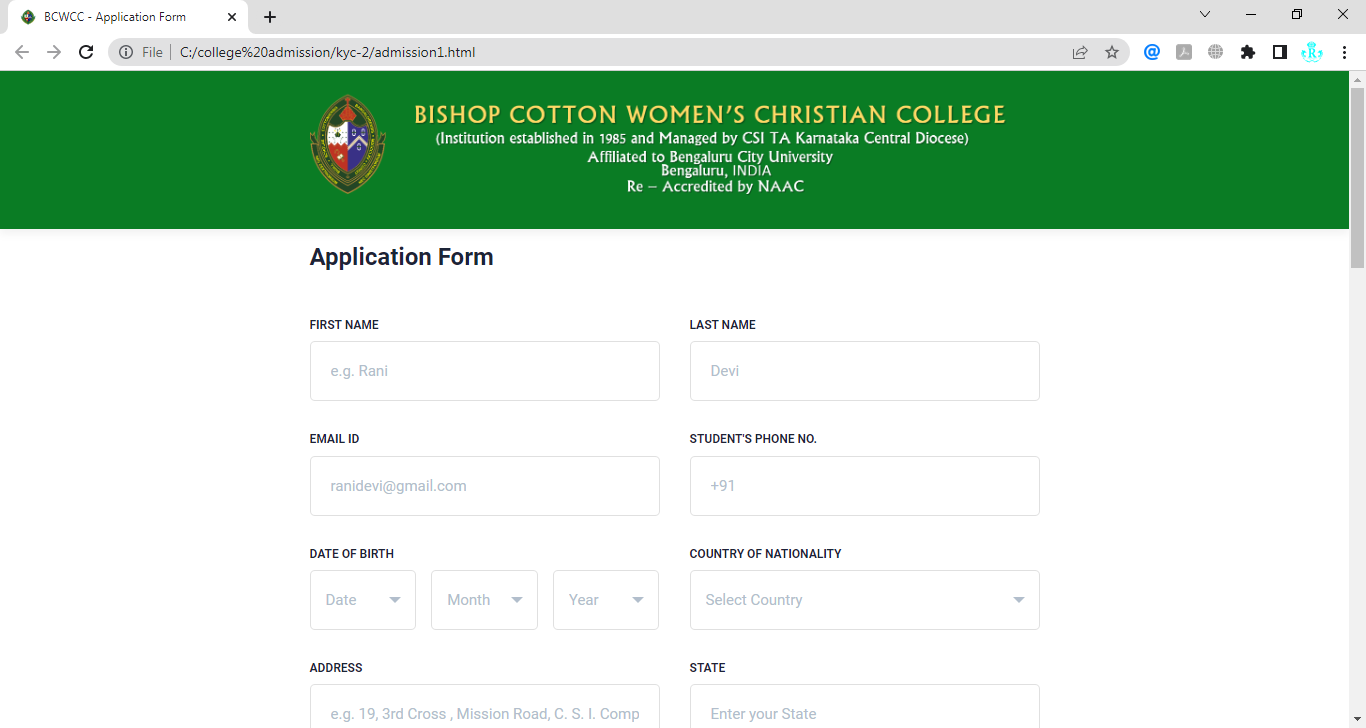 BCWCC - Application Form
File
C:/college%20admission/kyc-2/admission1.html
BISHOP COTTON WOMEN'S CHRISTIAN COLLEGE
(Institution established in 1985 and Managed by CSI TA Karnataka Central Diocese)
Affiliated to Bengaluru City University
Bengaluru, INDIA
Re – Accredited by NAAC
Application Form
FIRST NAME
LAST NAME
e.g. Rani
Devi
EMAIL ID
STUDENT'S PHONE NO.
ranidevi@gmail.com
+91
DATE OF BIRTH
COUNTRY OF NATIONALITY
Date
Month
Year
Select Country
ADDRESS
STATE
e.g. 19, 3rd Cross , Mission Road, C. S. I. Comp
Enter your State